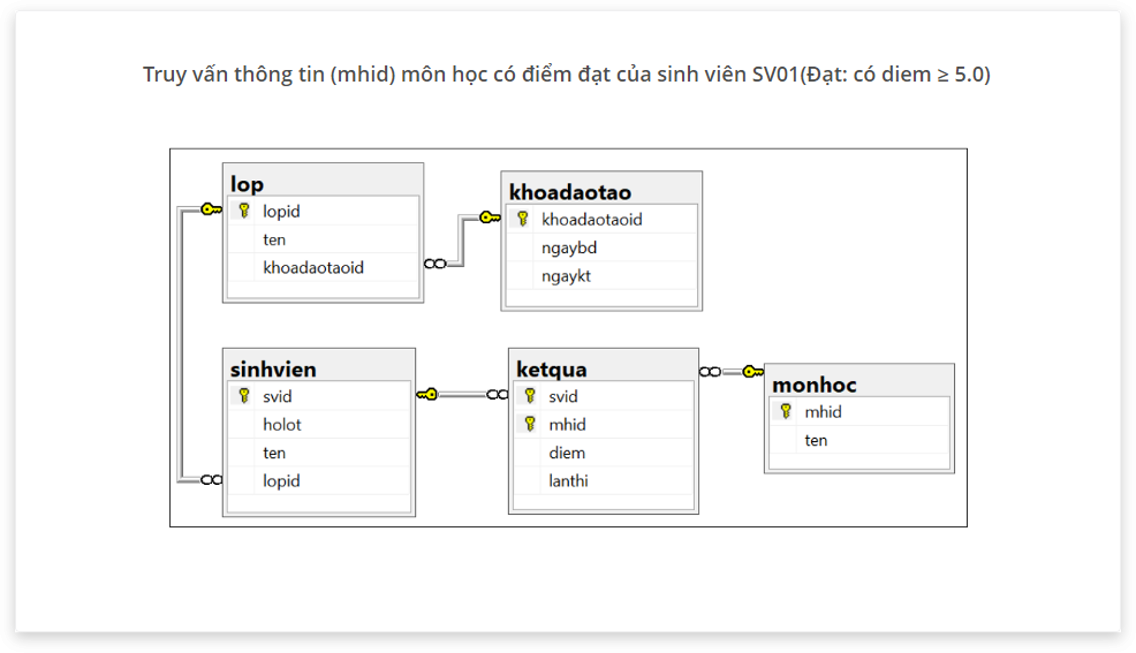 Truy vấn thông tin (mhid) môn học có điểm đạt của sinh viên SV01(Đạt: có diem ≥ 5.0)
lop
lopid
ten
khoadaotaoid
khoadaotao
khoadaotaoid
ngaybd
ngaykt
sinhvien
svid
holot
ten
lopid
ketqua
svid
mhid
diem
lanthi
monhoc
mhid
ten